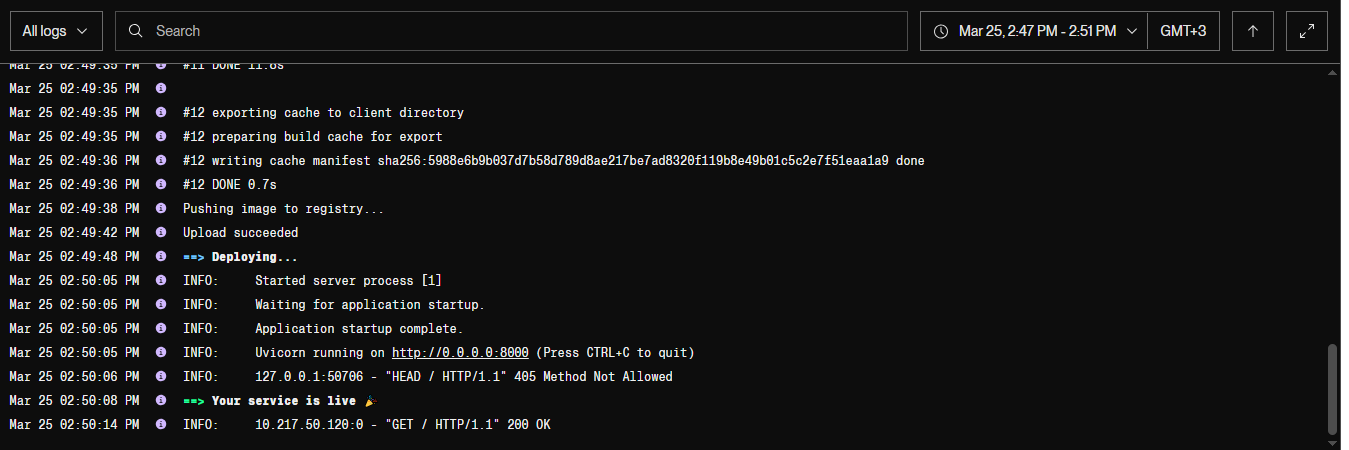 All logs
Search
Mar 25, 2:47 PM - 2:51 PM
GMT+3
Mar 25 02:49:35 PM #11 DONE 11.8s
Mar 25 02:49:35 PM
Mar 25 02:49:35 PM #12 exporting cache to client directory
Mar 25 02:49:35 PM #12 preparing build cache for export
Mar 25 02:49:36 PM #12 writing cache manifest sha256:5988e6b9b037d7b58d789d8ae217be7ad8320f119b8e49b01c5c2e7f51eaa1a9 done
Mar 25 02:49:36 PM #12 DONE 0.7s
Mar 25 02:49:38 PM Pushing image to registry...
Mar 25 02:49:42 PM Upload succeeded
Mar 25 02:49:48 PM ==> Deploying...
Mar 25 02:50:05 PM INFO: Started server process [1]
Mar 25 02:50:05 PM INFO: Waiting for application startup.
Mar 25 02:50:05 PM INFO: Application startup complete.
Mar 25 02:50:05 PM INFO: Uvicorn running on http://0.0.0.0:8000 (Press CTRL+C to quit)
Mar 25 02:50:06 PM INFO: 127.0.0.1:50706 - "HEAD / HTTP/1.1" 405 Method Not Allowed
Mar 25 02:50:08 PM ==> Your service is live 🎉
Mar 25 02:50:14 PM INFO: 10.217.50.120:0 - "GET / HTTP/1.1" 200 OK